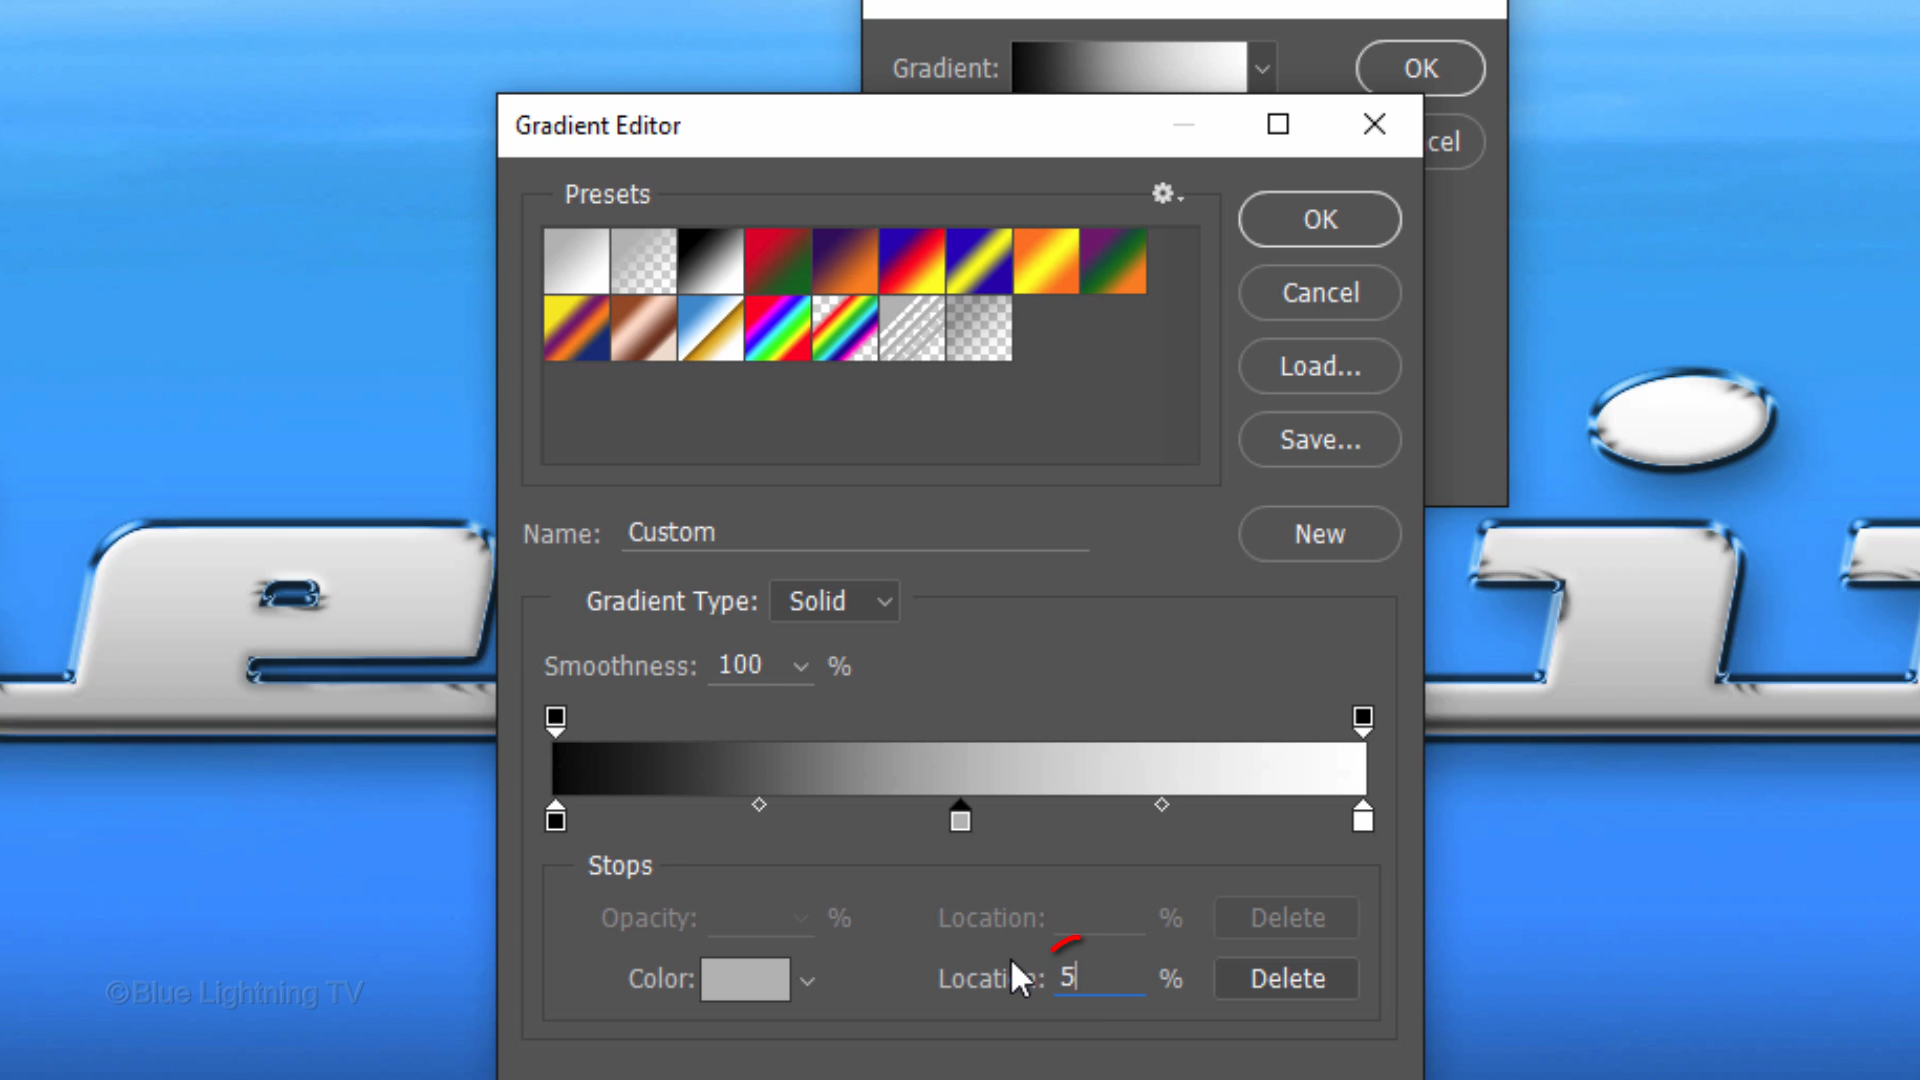 Gradient:
OK
Gradient Editor
cel
Presets
OK
Cancel
Load...
Save...
Name: Custom
New
Gradient Type: Solid
Smoothness: 100 %
Stops
Opacity: % Location: % Delete
Color: Location: 5 % Delete
©Blue Lightning TV